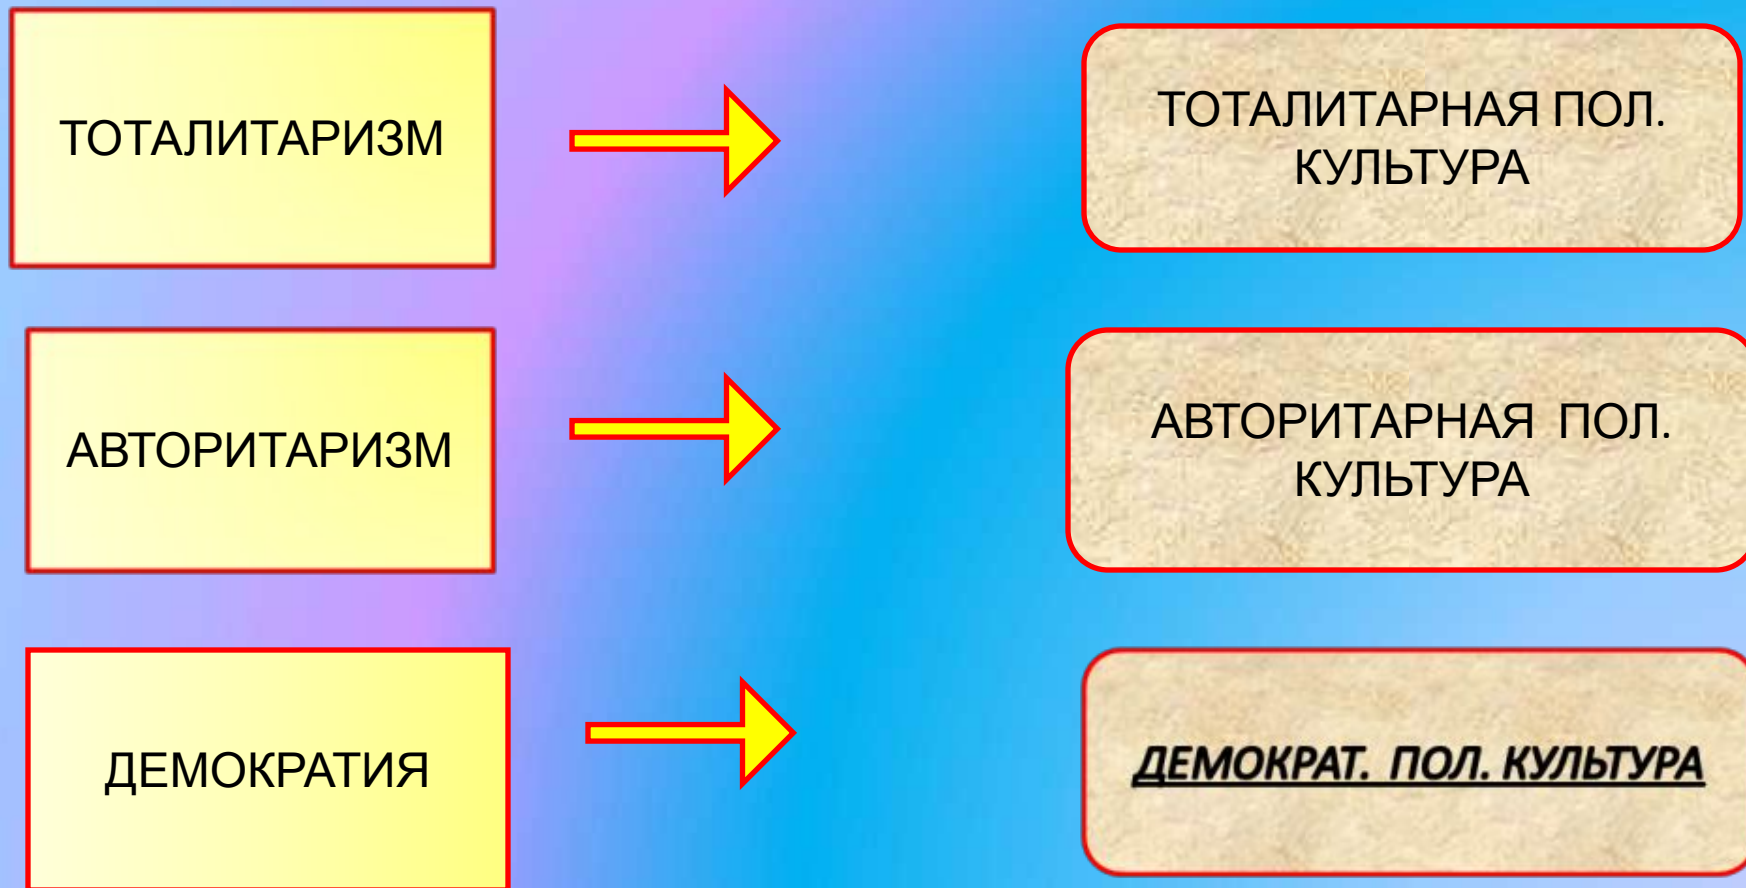 ТОТАЛИТАРИЗМ
ТОТАЛИТАРНАЯ ПОЛ.
КУЛЬТУРА
АВТОРИТАРИЗМ
АВТОРИТАРНАЯ ПОЛ.
КУЛЬТУРА
ДЕМОКРАТИЯ
ДЕМОКРАТ. ПОЛ. КУЛЬТУРА